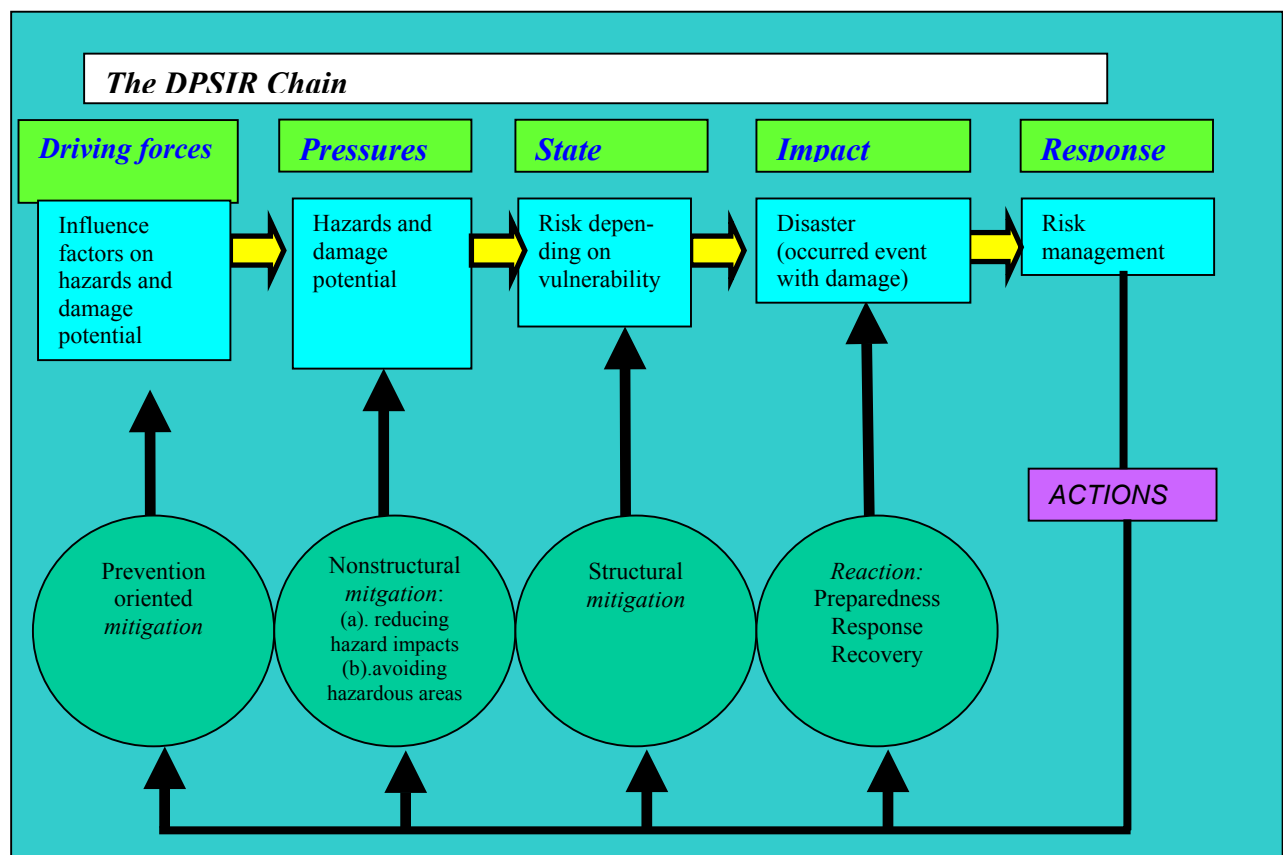 The DPSIR Chain
Driving forces
Pressures
State
Impact
Response
Influence
factors on
hazards and
damage
potential
Hazards and
damage
potential
Risk depen-
ding on
vulnerability
Disaster
(occurred event
with damage)
Risk
management
ACTIONS
Prevention
oriented
mitigation
Nonstructural
mitgation:
(a). reducing
hazard impacts
(b).avoiding
hazardous areas
Structural
mitigation
Reaction:
Preparedness
Response
Recovery